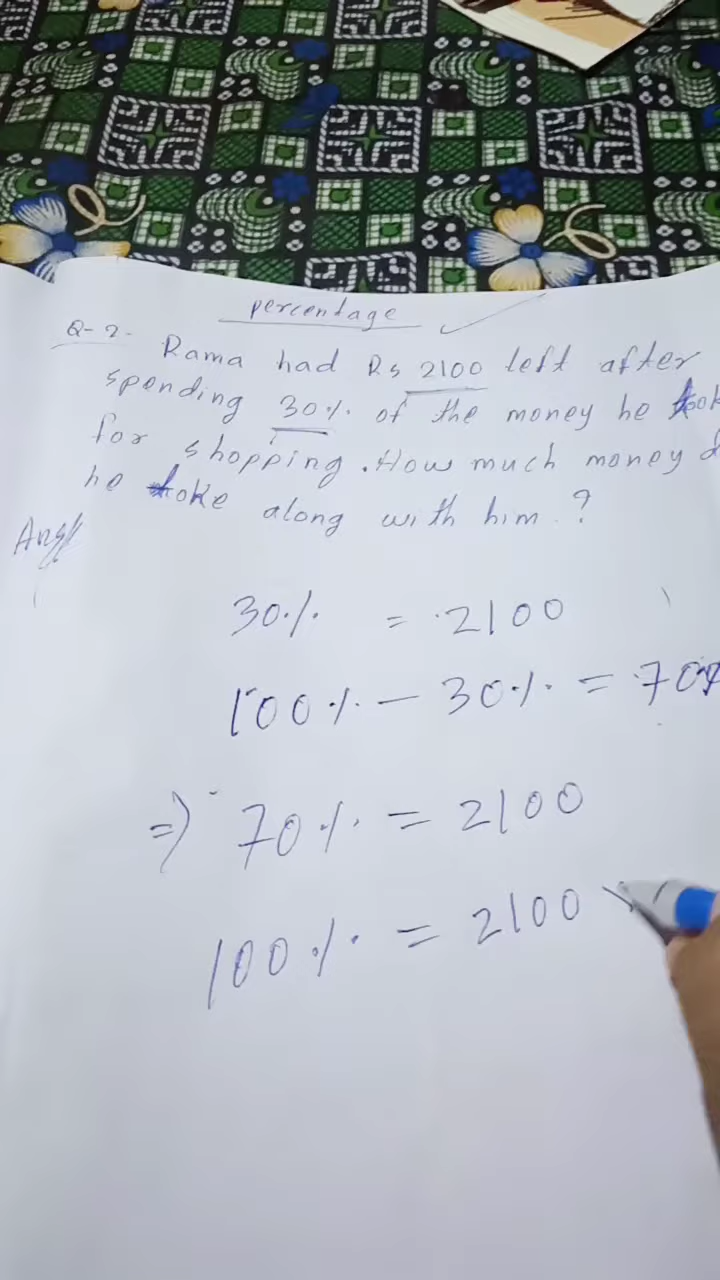 percentage
Q-2- Rama had Rs 2100 left after
spending 30% of the money he
for shopping. How much money
he toke along with him.?
Ans
30% = 2100
100% - 30% = 70%
=> 70% = 2100
100% = 2100 ×